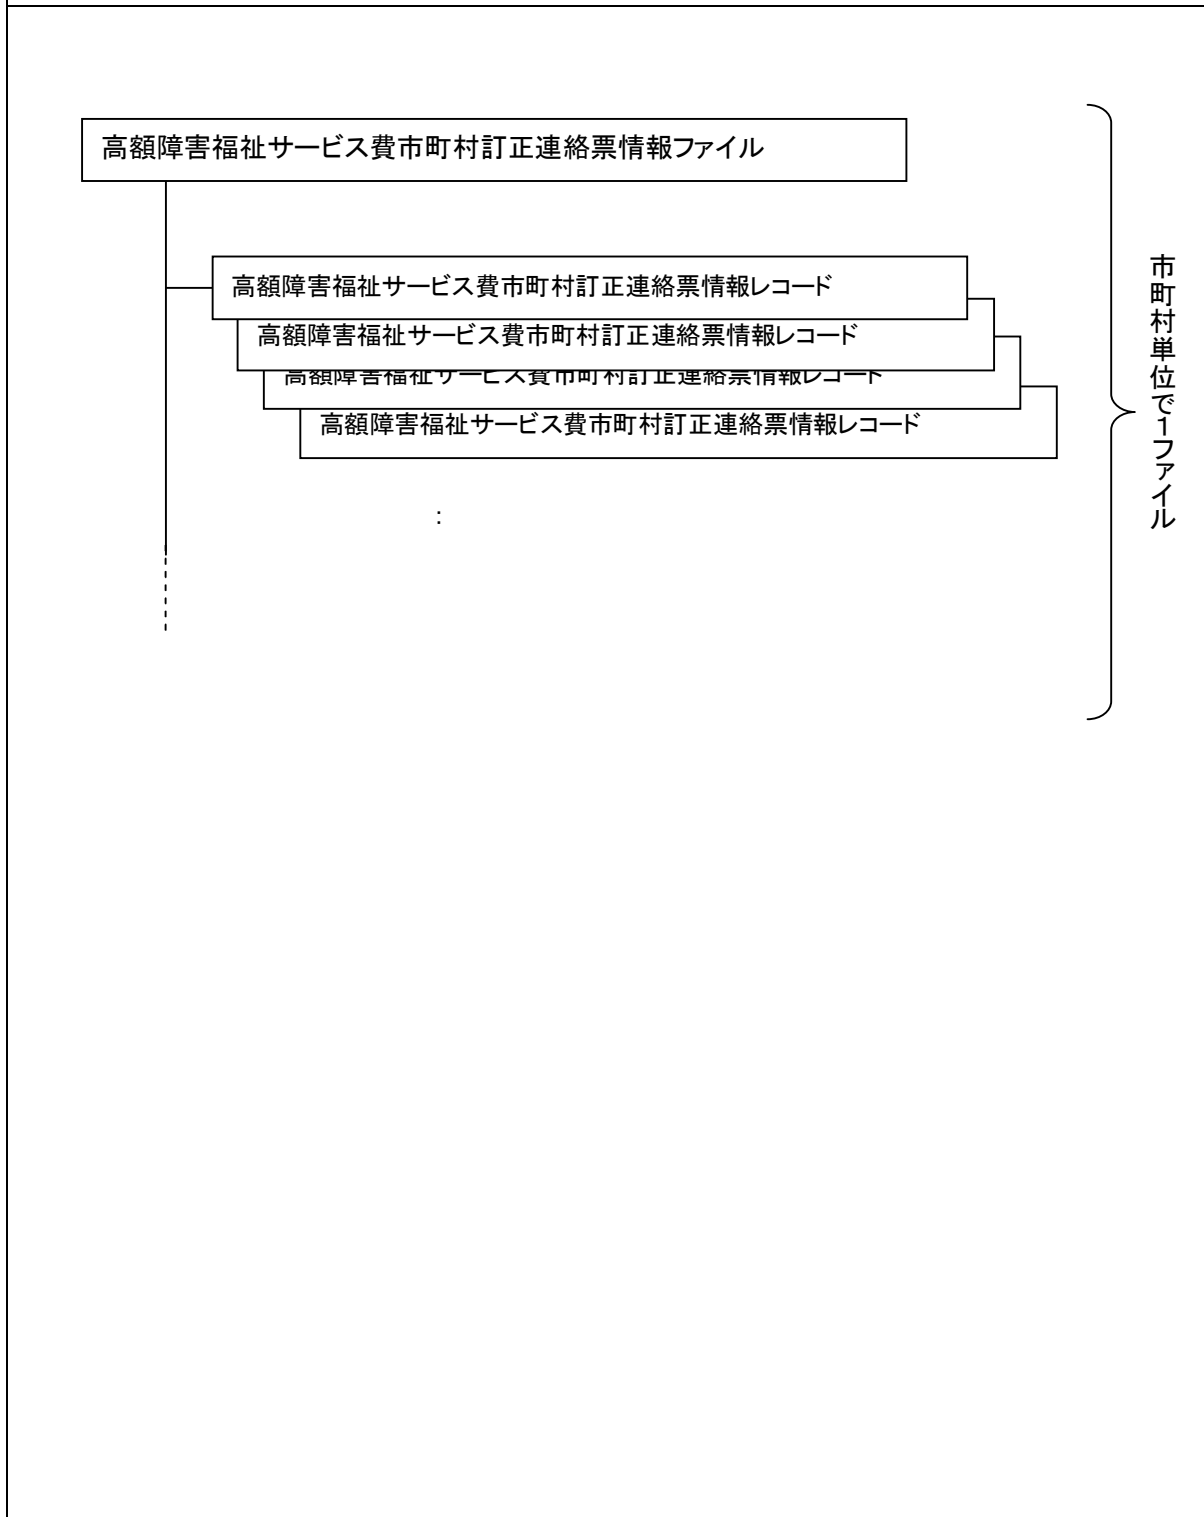 高額障害福祉サービス費市町村訂正連絡票情報ファイル
高額障害福祉サービス費市町村訂正連絡票情報レコード
高額障害福祉サービス費市町村訂正連絡票情報レコード
高額障害福祉サービス費市町村訂正連絡票情報レコード
高額障害福祉サービス費市町村訂正連絡票情報レコード
:
市町村単位で1ファイル